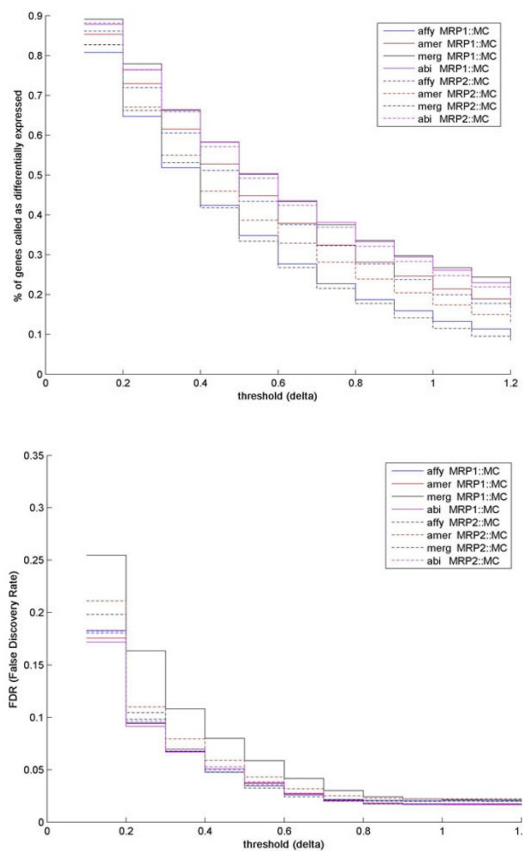 0.9
0.8
0.7
0.6
0.5
0.4
0.3
0.2
0.1
0
% of genes called as differentially expressed
affy MRP1::MC
amer MRP1::MC
merg MRP1::MC
abi MRP1::MC
affy MRP2::MC
amer MRP2::MC
merg MRP2::MC
abi MRP2::MC
0 0.2 0.4 0.6 0.8 1 1.2
threshold (delta)
0.35
0.3
0.25
0.2
0.15
0.1
0.05
0
FDR (False Discovery Rate)
affy MRP1::MC
amer MRP1::MC
merg MRP1::MC
abi MRP1::MC
affy MRP2::MC
amer MRP2::MC
merg MRP2::MC
abi MRP2::MC
0 0.2 0.4 0.6 0.8 1 1.2
threshold (delta)